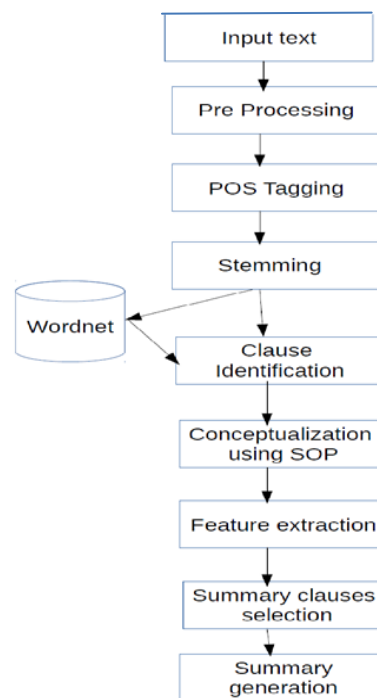 Input text
Pre Processing
POS Tagging
Stemming
Wordnet
Clause
Identification
Conceptualization
using SOP
Feature extraction
Summary clauses
selection
Summary
generation